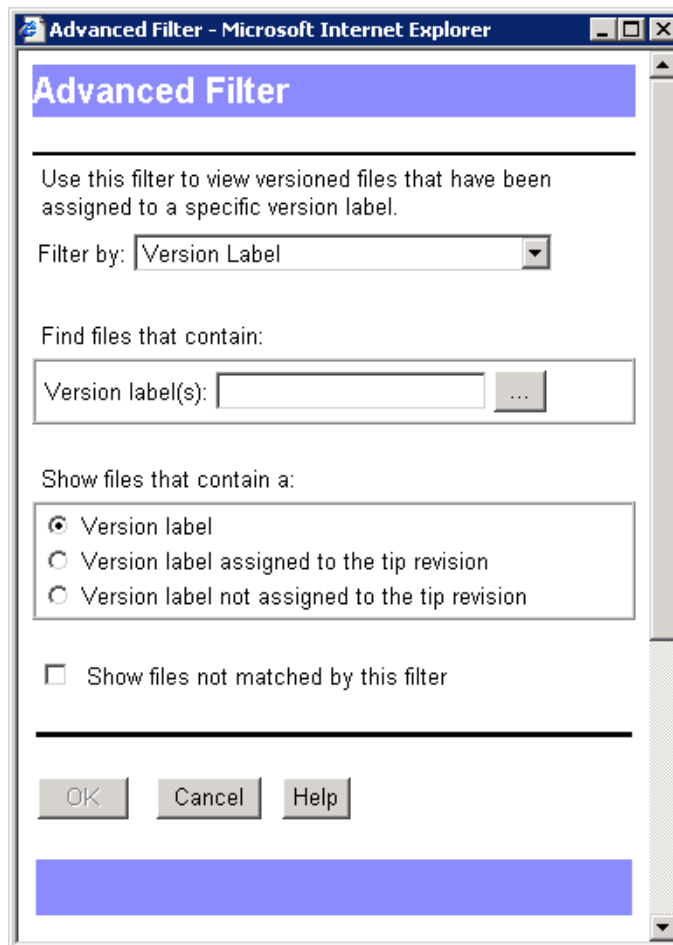 Advanced Filter - Microsoft Internet Explorer
Advanced Filter
Use this filter to view versioned files that have been
assigned to a specific version label.
Filter by: Version Label
Find files that contain:
Version label(s): ...
Show files that contain a:
Version label
Version label assigned to the tip revision
Version label not assigned to the tip revision
Show files not matched by this filter
OK Cancel Help